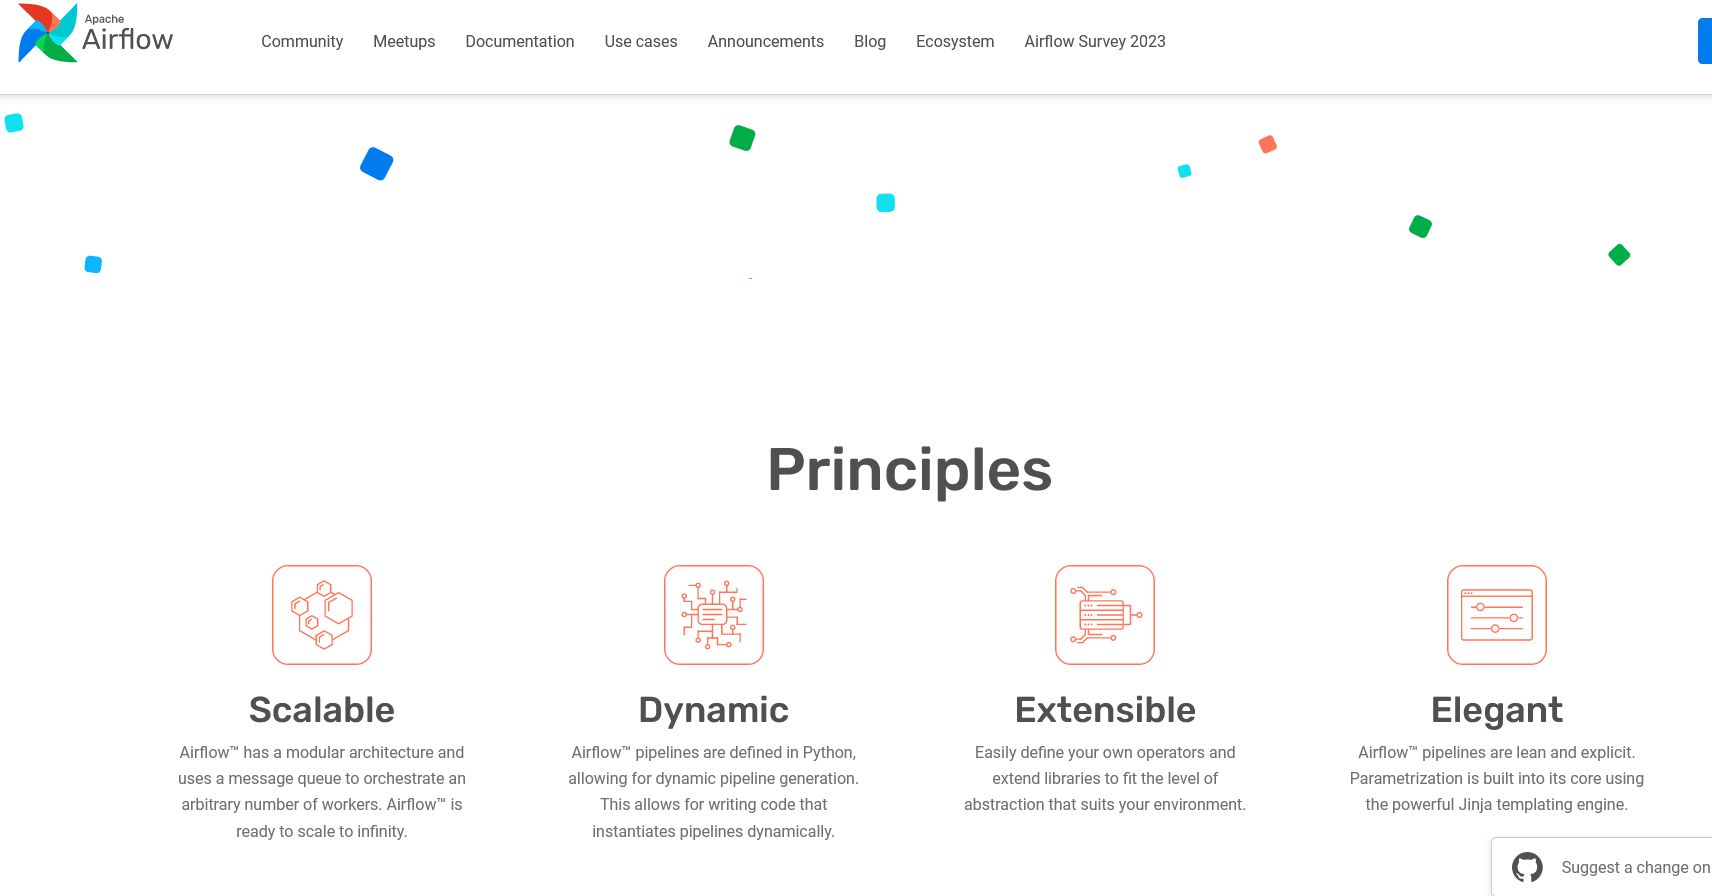 Apache
Airflow
Community Meetups Documentation Use cases Announcements Blog Ecosystem Airflow Survey 2023
Principles
Scalable
Airflow™ has a modular architecture and
uses a message queue to orchestrate an
arbitrary number of workers. Airflow™ is
ready to scale to infinity.
Dynamic
Airflow™ pipelines are defined in Python,
allowing for dynamic pipeline generation.
This allows for writing code that
instantiates pipelines dynamically.
Extensible
Easily define your own operators and
extend libraries to fit the level of
abstraction that suits your environment.
Elegant
Airflow™ pipelines are lean and explicit.
Parametrization is built into its core using
the powerful Jinja templating engine.
Suggest a change on